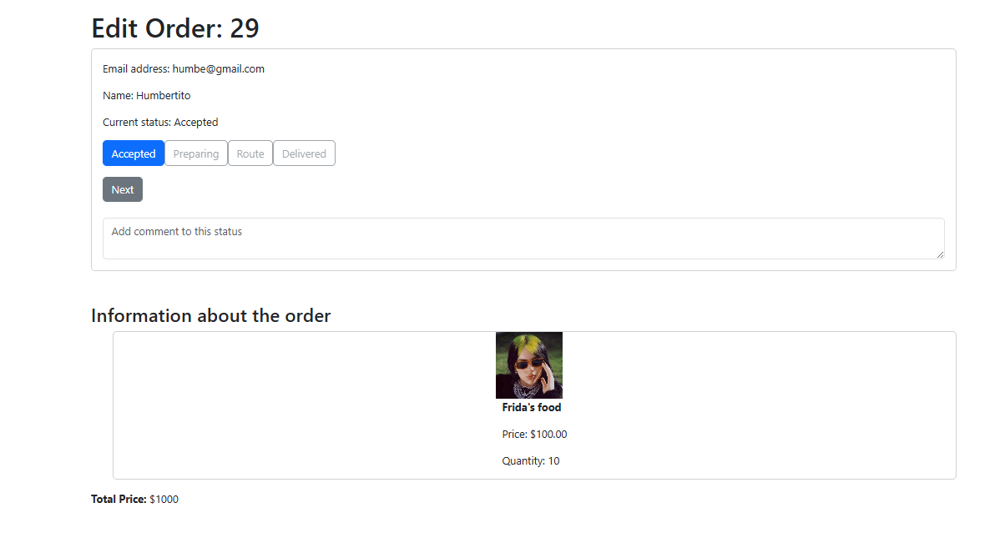 Edit Order: 29
Email address: humbe@gmail.com
Name: Humbertito
Current status: Accepted
Accepted Preparing Route Delivered
Next
Add comment to this status
Information about the order
Frida's food
Price: $100.00
Quantity: 10
Total Price: $1000